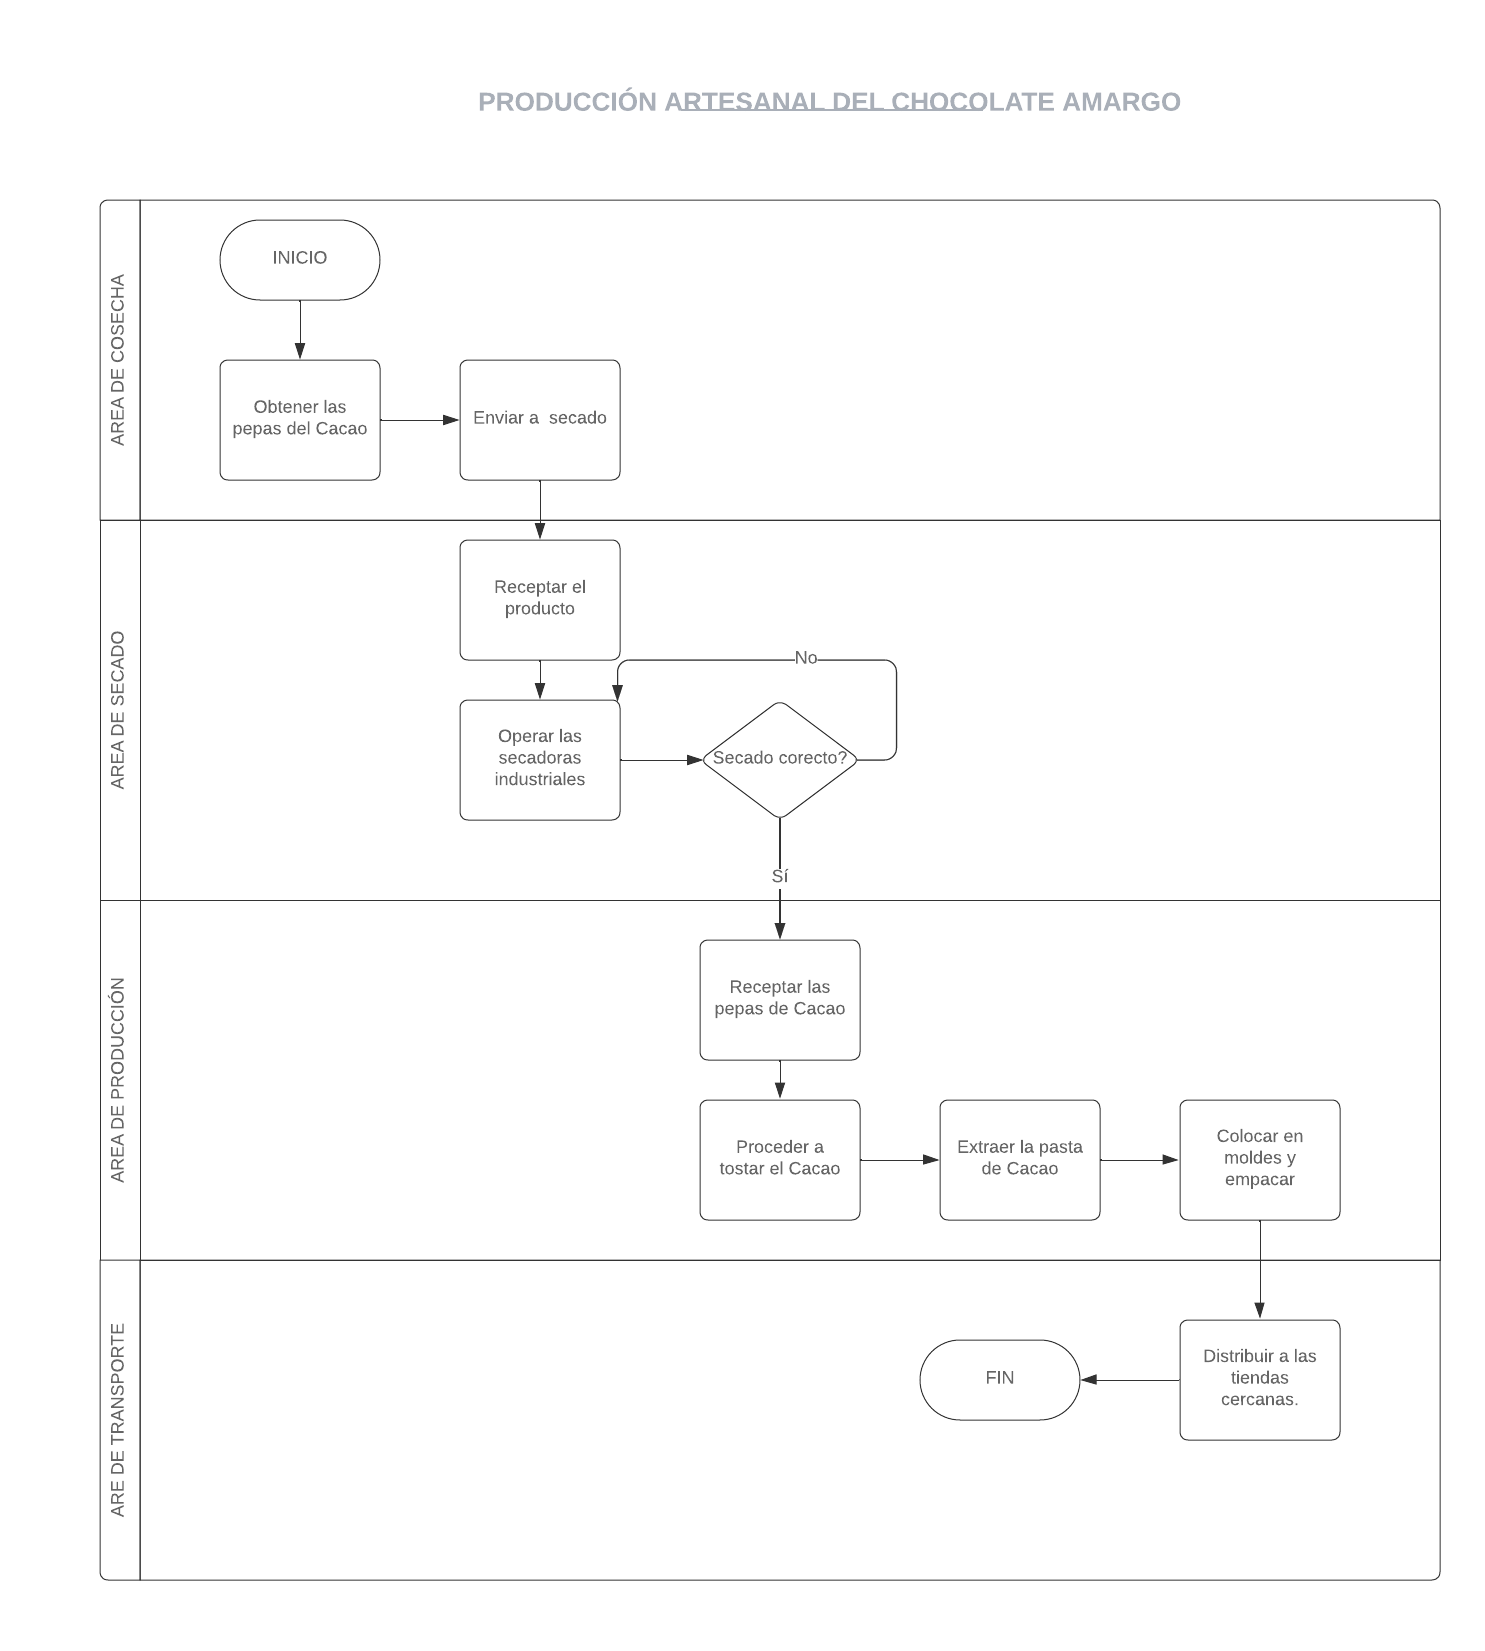 PRODUCCIÓN ARTESANAL DEL CHOCOLATE AMARGO
AREA DE COSECHA
INICIO
Obtener las
pepas del Cacao
Enviar a  secado
AREA DE SECADO
Receptar el
producto
No
Operar las
secadoras
industriales
Secado corecto?
Sí
AREA DE PRODUCCIÓN
Receptar las
pepas de Cacao
Proceder a
tostar el Cacao
Extraer la pasta
de Cacao
Colocar en
moldes y
empacar
ARE DE TRANSPORTE
Distribuir a las
tiendas
cercanas.
FIN